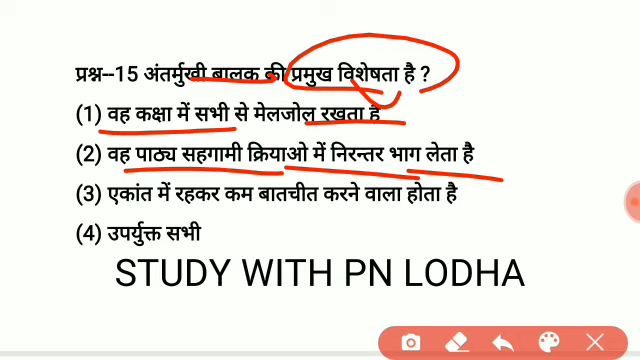 प्रश्न--15 अंतर्मुखी बालक की प्रमुख विशेषता है ?
(1) वह कक्षा में सभी से मेलजोल रखता है
(2) वह पाठ्य सहगामी क्रियाओ में निरन्तर भाग लेता है
(3) एकांत में रहकर कम बातचीत करने वाला होता है
(4) उपर्युक्त सभी
STUDY WITH PN LODHA